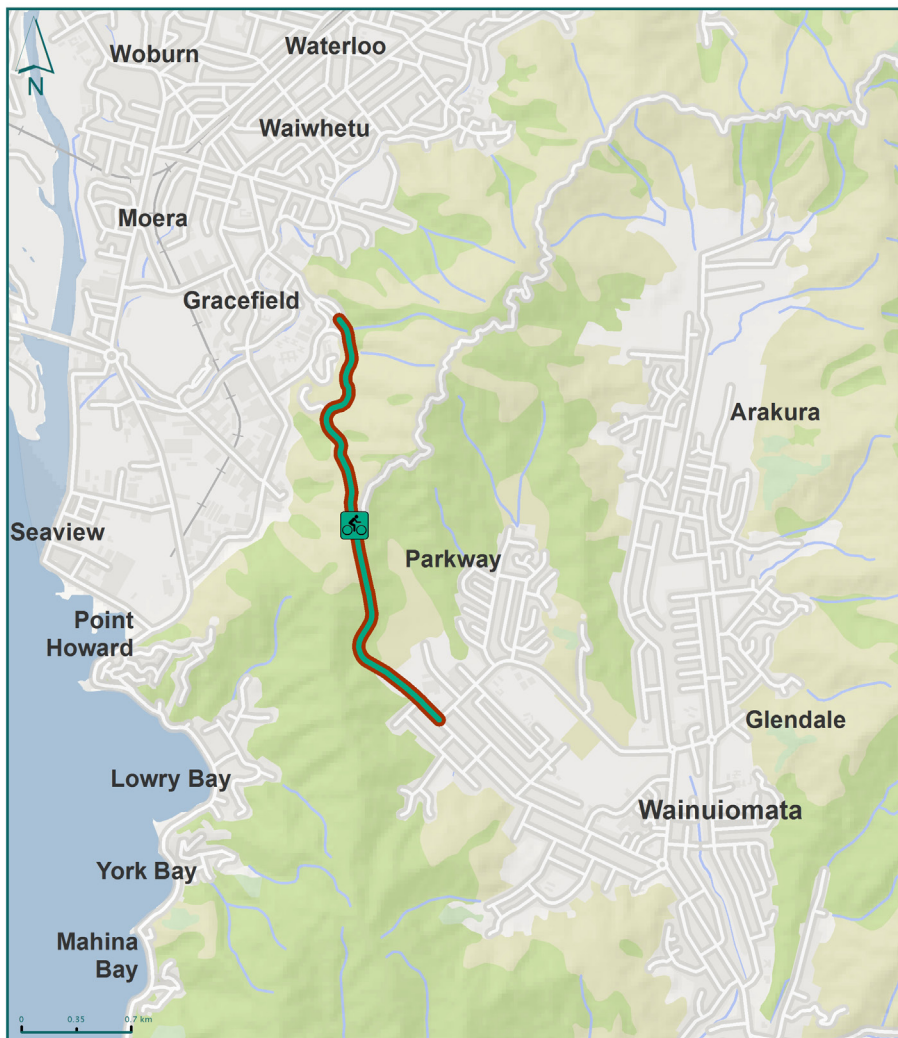 Woburn
Waterloo
N
Waiwhetu
Moera
Gracefield
Arakura
Seaview
Parkway
Point
Howard
Glendale
Lowry Bay
Wainuiomata
York Bay
Mahina
Bay
0 0.35 0.7 km